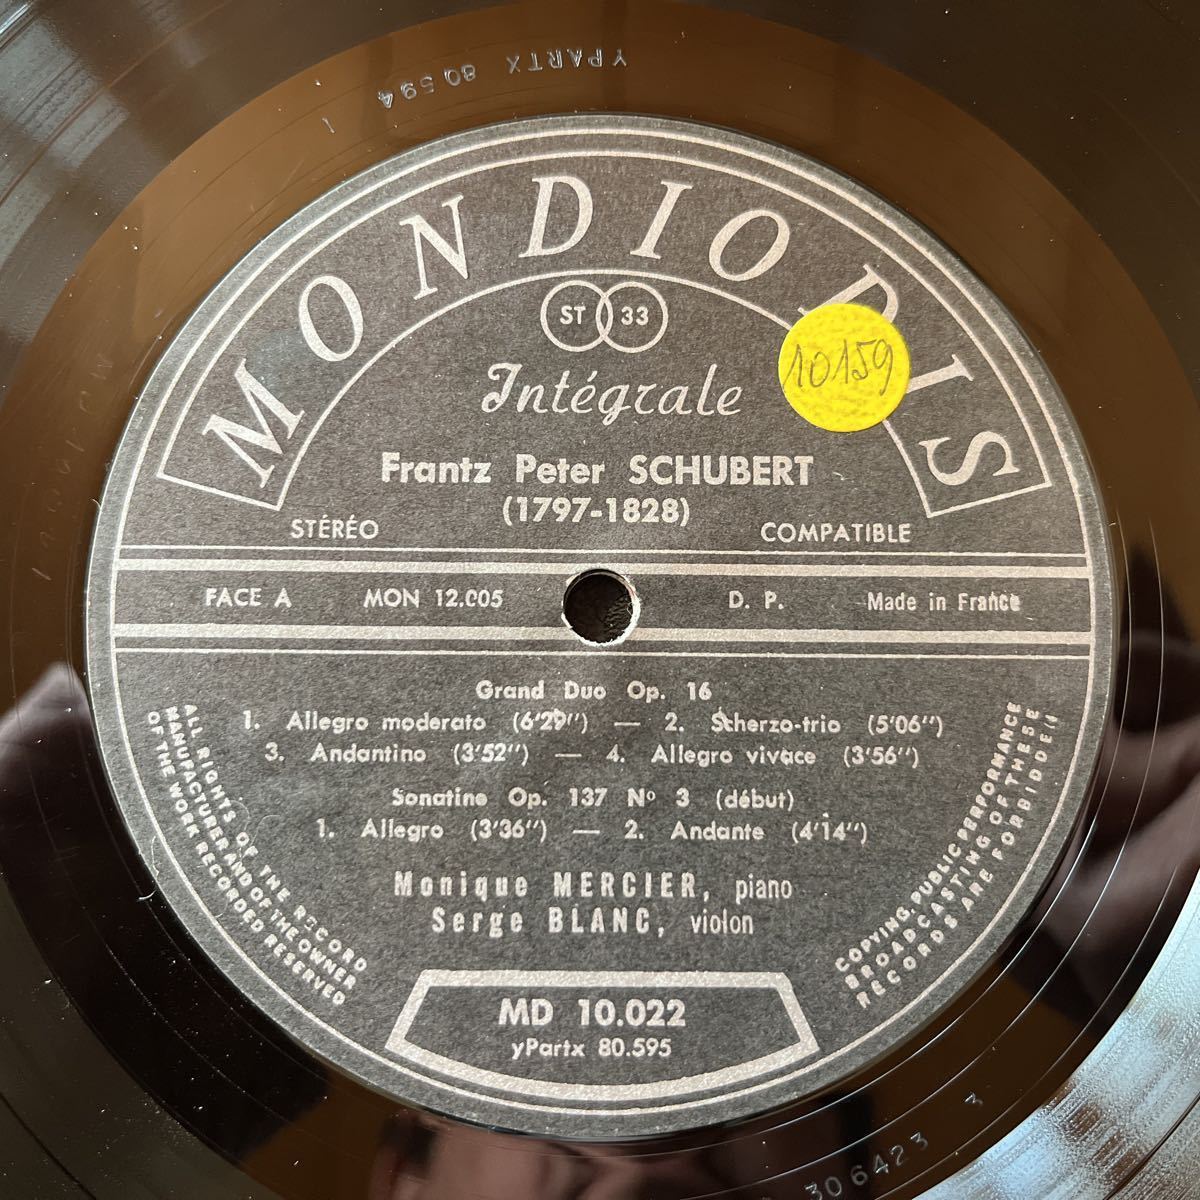 YPARTX 80594
1
MONDIODIS
ST 33
10159
Intégrale
Frantz Peter SCHUBERT
(1797-1828)
STÉRÉO COMPATIBLE
FACE A MON 12.005 D. P. Made in France
Grand Duo Op. 16
1. Allegro moderato (6'29") — 2. Scherzo-trio (5'06")
3. Andantino (3'52") — 4. Allegro vivace (3'56")
Sonatine Op. 137 Nº 3 (début)
1. Allegro (3'36") — 2. Andante (4'14")
Monique MERCIER, piano
Serge BLANC, violon
ALL RIGHTS OF THE RECORD
MANUFACTURER AND OF THE OWNER
OF THE WORK RECORDED RESERVED
COPYING, PUBLIC PERFORMANCE
BROADCASTING OF THESE
RECORDS ARE FORBIDDEN
MD 10.022
yPartx 80.595
306423 3